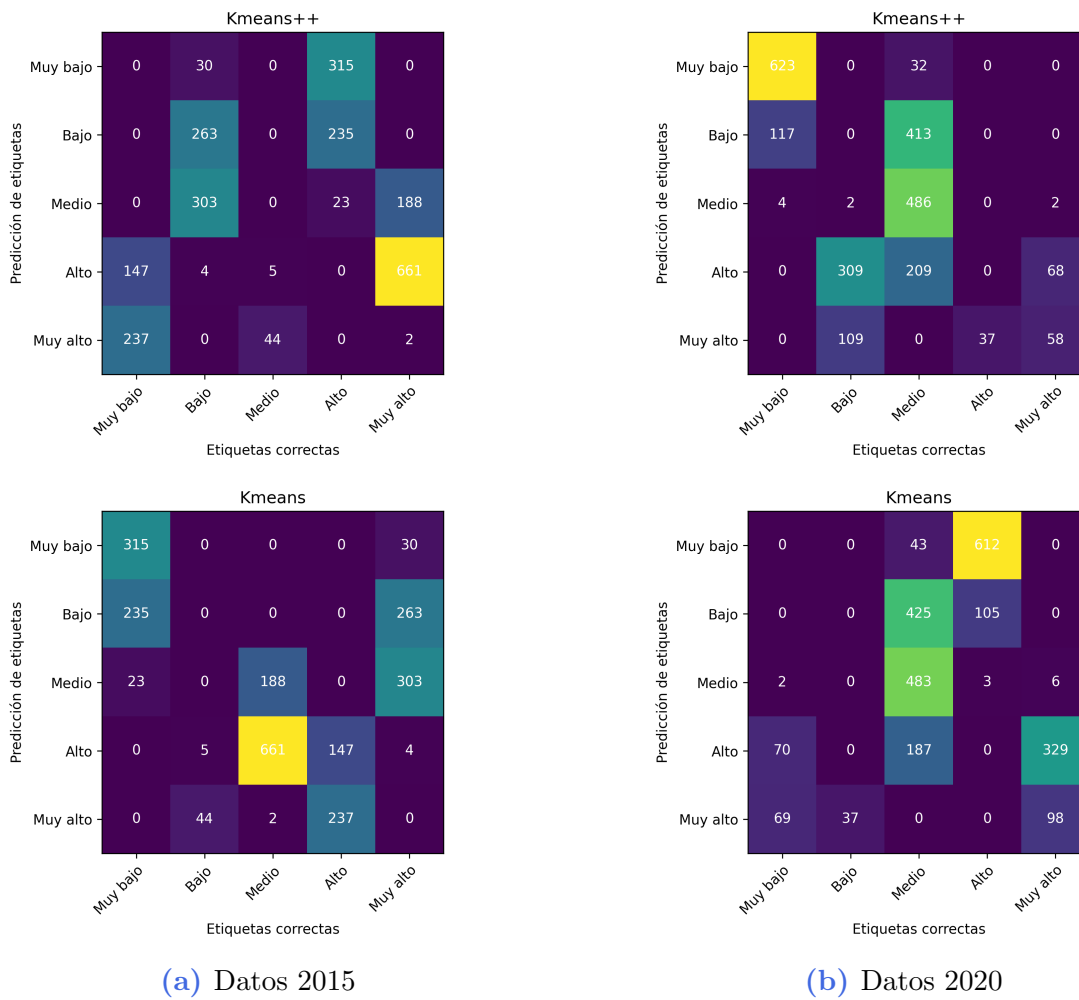 Kmeans++
Predicción de etiquetas
Muy bajo 0 30 0 315 0
Bajo 0 263 0 235 0
Medio 0 303 0 23 188
Alto 147 4 5 0 661
Muy alto 237 0 44 0 2
Muy bajo Bajo Medio Alto Muy alto
Etiquetas correctas
Kmeans++
Predicción de etiquetas
Muy bajo 623 0 32 0 0
Bajo 117 0 413 0 0
Medio 4 2 486 0 2
Alto 0 309 209 0 68
Muy alto 0 109 0 37 58
Muy bajo Bajo Medio Alto Muy alto
Etiquetas correctas
Kmeans
Predicción de etiquetas
Muy bajo 315 0 0 0 30
Bajo 235 0 0 0 263
Medio 23 0 188 0 303
Alto 0 5 661 147 4
Muy alto 0 44 2 237 0
Muy bajo Bajo Medio Alto Muy alto
Etiquetas correctas
Kmeans
Predicción de etiquetas
Muy bajo 0 0 43 612 0
Bajo 0 0 425 105 0
Medio 2 0 483 3 6
Alto 70 0 187 0 329
Muy alto 69 37 0 0 98
Muy bajo Bajo Medio Alto Muy alto
Etiquetas correctas
(a) Datos 2015
(b) Datos 2020